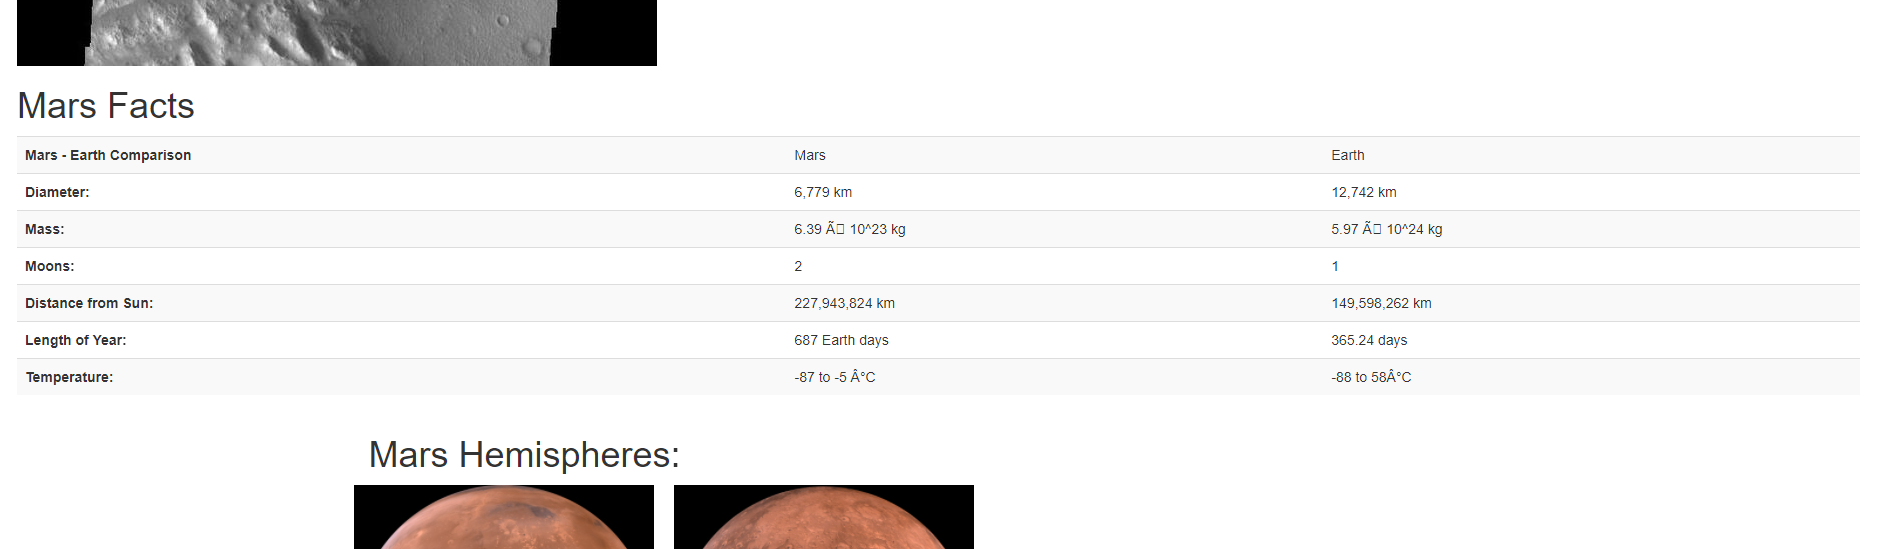 Mars Facts
Mars - Earth Comparison Mars Earth
Diameter: 6,779 km 12,742 km
Mass: 6.39 Ã□ 10^23 kg 5.97 Ã□ 10^24 kg
Moons: 2 1
Distance from Sun: 227,943,824 km 149,598,262 km
Length of Year: 687 Earth days 365.24 days
Temperature: -87 to -5 Â°C -88 to 58Â°C
Mars Hemispheres: